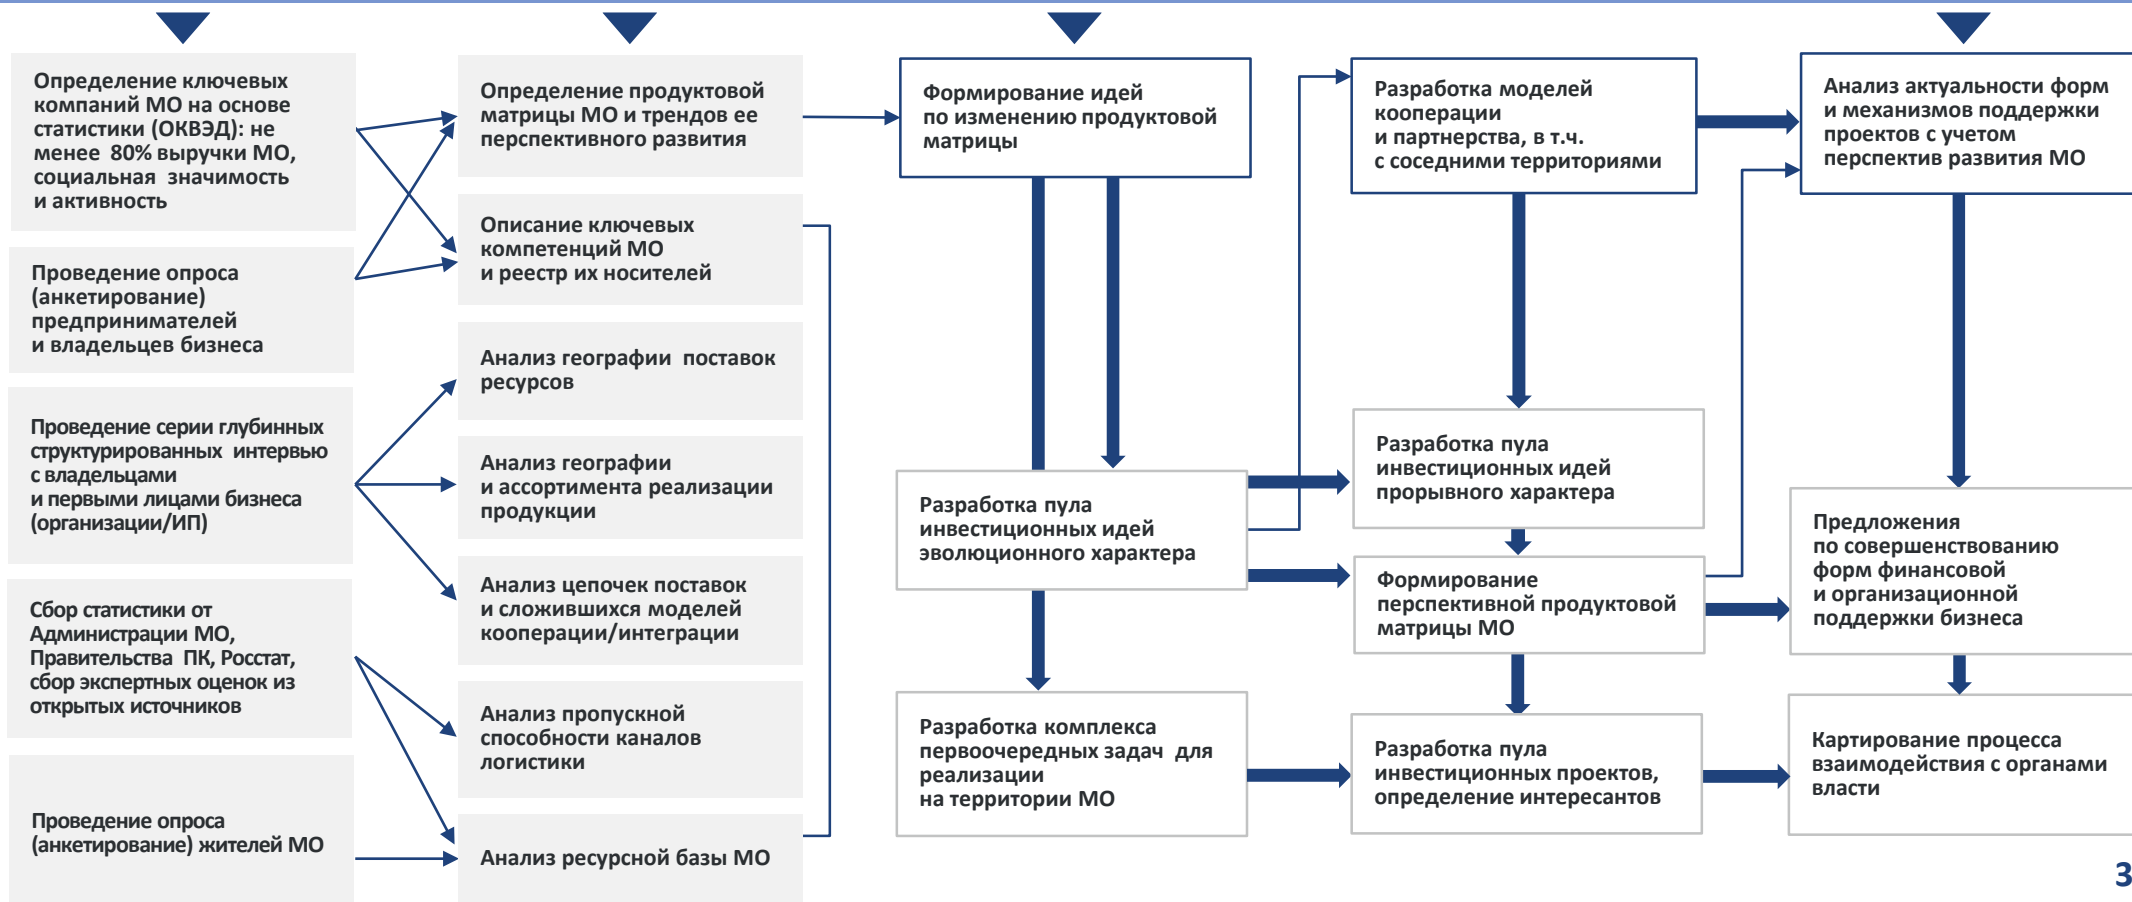 Определение ключевых
компаний МО на основе
статистики (ОКВЭД): не
менее 80% выручки МО,
социальная значимость
и активность
Проведение опроса
(анкетирование)
предпринимателей
и владельцев бизнеса
Проведение серии глубинных
структурированных интервью
с владельцами
и первыми лицами бизнеса
(организации/ИП)
Сбор статистики от
Администрации МО,
Правительства ПК, Росстат,
сбор экспертных оценок из
открытых источников
Проведение опроса
(анкетирование) жителей МО
Определение продуктовой
матрицы МО и трендов ее
перспективного развития
Описание ключевых
компетенций МО
и реестр их носителей
Анализ географии поставок
ресурсов
Анализ географии
и ассортимента реализации
продукции
Анализ цепочек поставок
и сложившихся моделей
кооперации/интеграции
Анализ пропускной
способности каналов
логистики
Анализ ресурсной базы МО
Формирование идей
по изменению продуктовой
матрицы
Разработка пула
инвестиционных идей
эволюционного характера
Разработка комплекса
первоочередных задач для
реализации
на территории МО
Разработка моделей
кооперации
и партнерства, в т.ч.
с соседними территориями
Разработка пула
инвестиционных идей
прорывного характера
Формирование
перспективной продуктовой
матрицы МО
Разработка пула
инвестиционных проектов,
определение интересантов
Анализ актуальности форм
и механизмов поддержки
проектов с учетом
перспектив развития МО
Предложения
по совершенствованию
форм финансовой
и организационной
поддержки бизнеса
Картирование процесса
взаимодействия с органами
власти
3